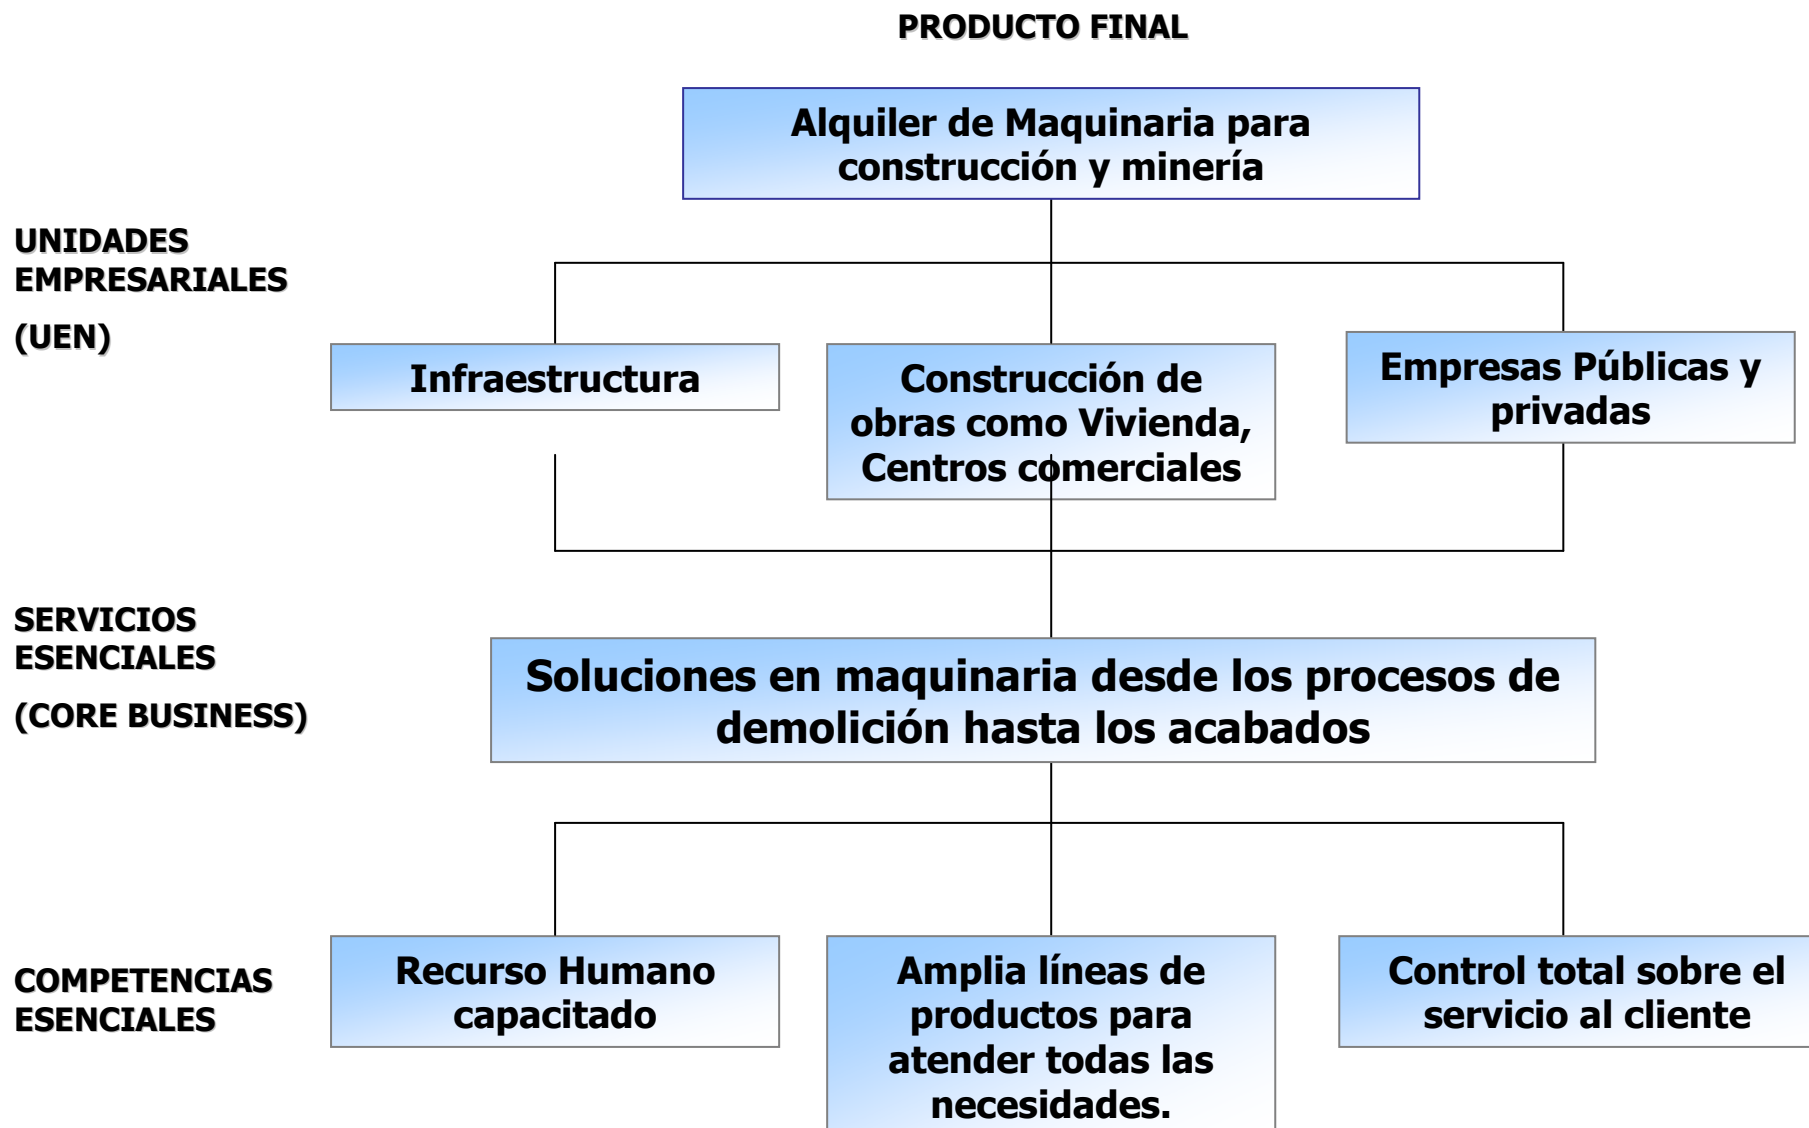 PRODUCTO FINAL
Alquiler de Maquinaria para
construcción y minería
UNIDADES
EMPRESARIALES
(UEN)
Infraestructura
Construcción de
obras como Vivienda,
Centros comerciales
Empresas Públicas y
privadas
SERVICIOS
ESENCIALES
(CORE BUSINESS)
Soluciones en maquinaria desde los procesos de
demolición hasta los acabados
COMPETENCIAS
ESENCIALES
Recurso Humano
capacitado
Amplia líneas de
productos para
atender todas las
necesidades.
Control total sobre el
servicio al cliente